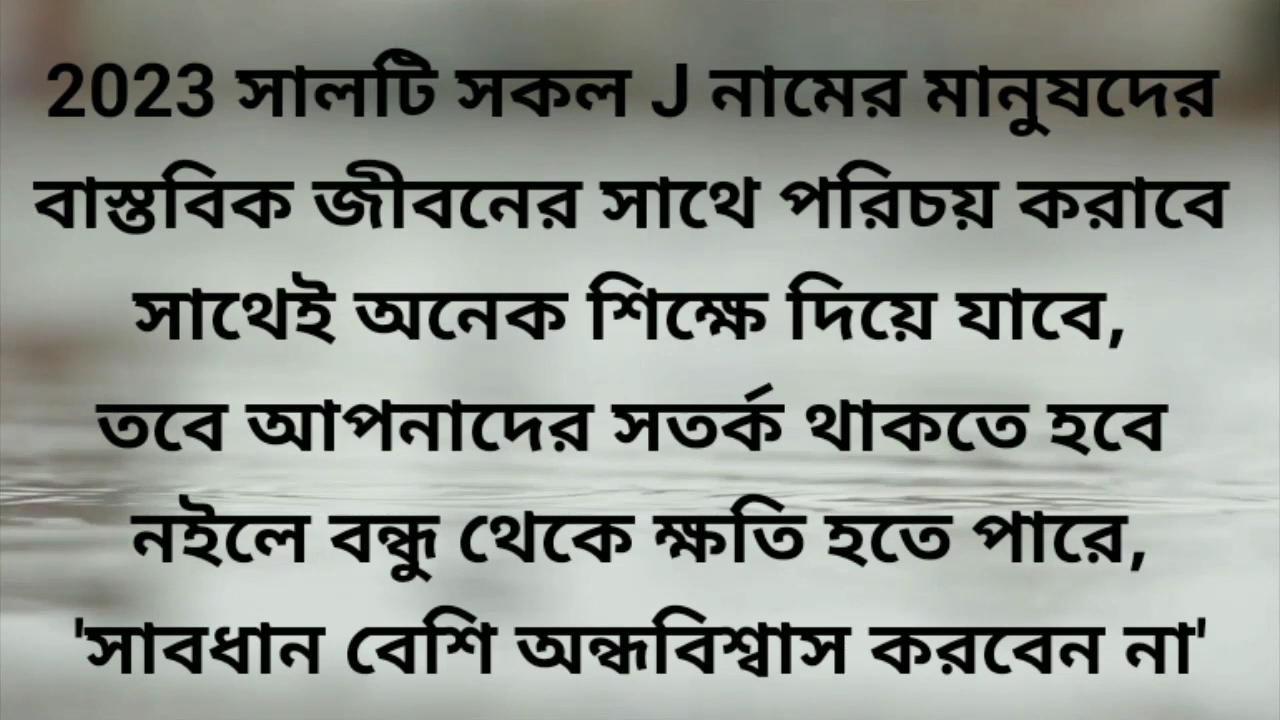 2023 সালটি সকল J নামের মানুষদের
বাস্তবিক জীবনের সাথে পরিচয় করাবে
সাথেই অনেক শিক্ষে দিয়ে যাবে,
তবে আপনাদের সতর্ক থাকতে হবে
নইলে বন্ধু থেকে ক্ষতি হতে পারে,
'সাবধান বেশি অন্ধবিশ্বাস করবেন না'